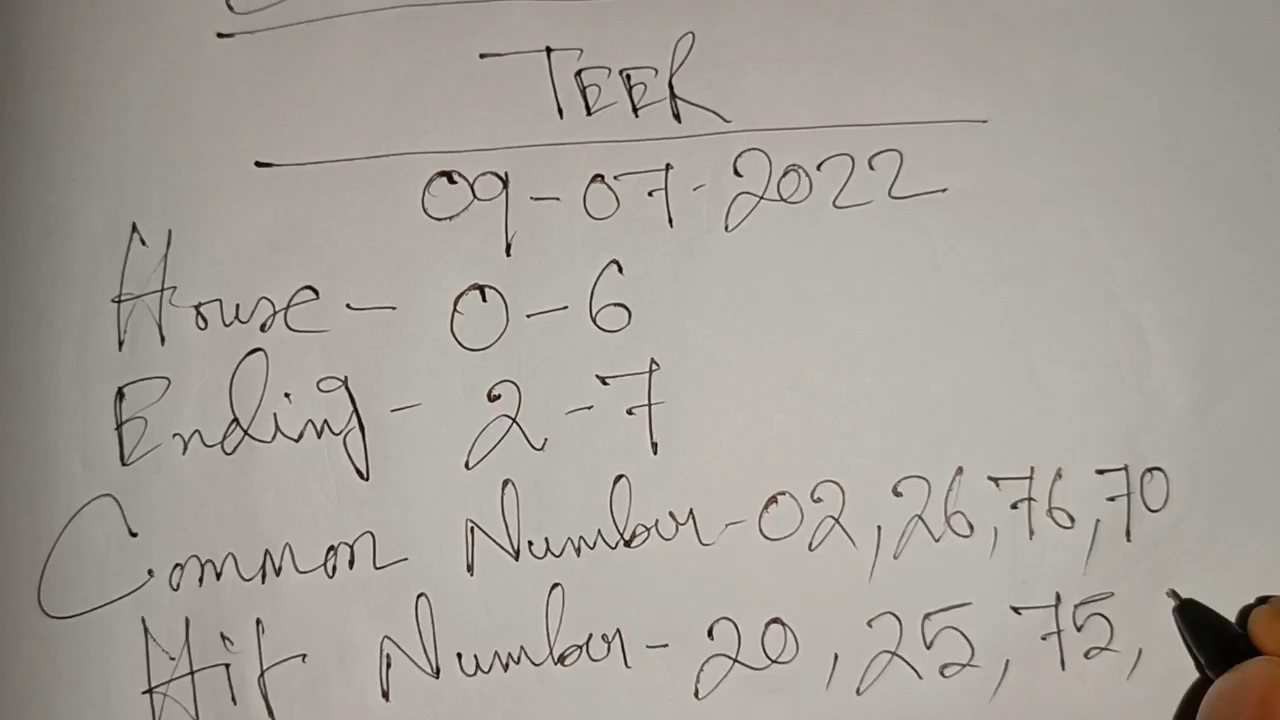 TEER
09-07-2022
House - 0-6
Ending - 2-7
Common Number - 02, 26, 76, 70
Hit Number - 20, 25, 75,